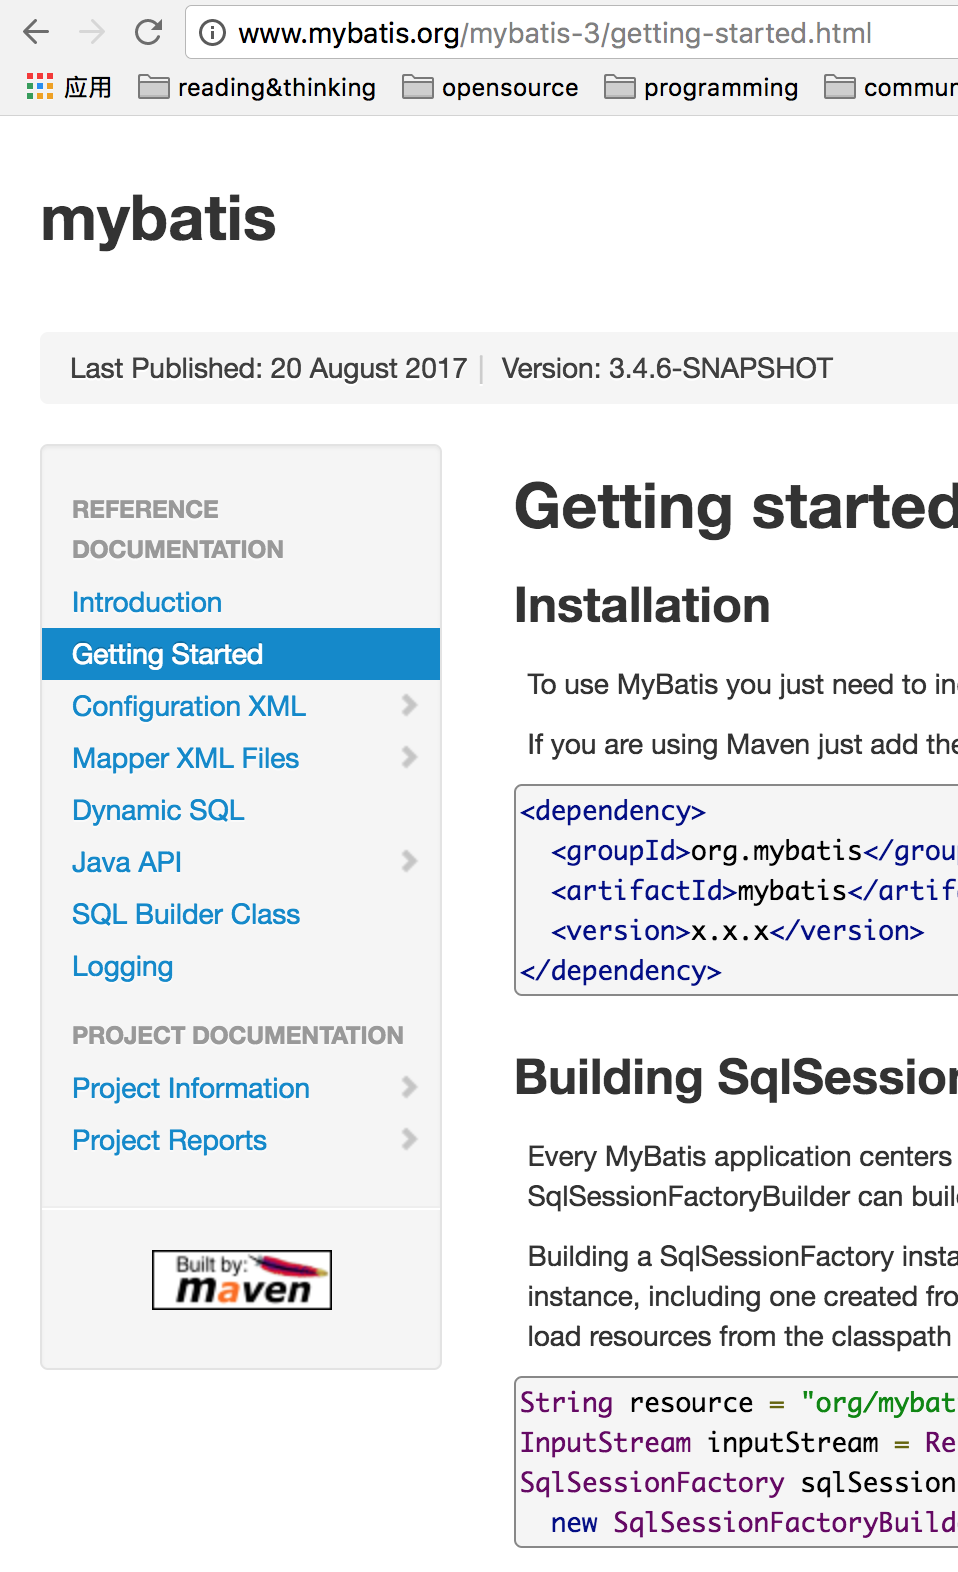 www.mybatis.org/mybatis-3/getting-started.html
应用 reading&thinking opensource programming commun
mybatis
Last Published: 20 August 2017 | Version: 3.4.6-SNAPSHOT
REFERENCE
DOCUMENTATION
Introduction
Getting Started
Configuration XML
Mapper XML Files
Dynamic SQL
Java API
SQL Builder Class
Logging
PROJECT DOCUMENTATION
Project Information
Project Reports
Built by:
maven
Getting started
Installation
To use MyBatis you just need to in
If you are using Maven just add the
<dependency>
  <groupId>org.mybatis</group
  <artifactId>mybatis</artif
  <version>x.x.x</version>
</dependency>
Building SqlSession
Every MyBatis application centers
SqlSessionFactoryBuilder can buil
Building a SqlSessionFactory insta
instance, including one created fro
load resources from the classpath
String resource = "org/mybat
InputStream inputStream = Re
SqlSessionFactory sqlSession
  new SqlSessionFactoryBuild